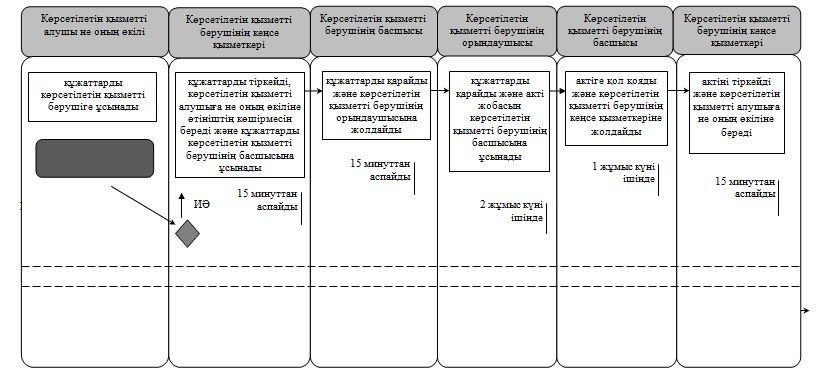 Көрсетілетін қызметті
алушы не оның өкілі
Көрсетілетін қызметті
берушінің кеңсе
қызметкері
Көрсетілетін қызметті
берушінің басшысы
Көрсетілетін
қызметті берушінің
орындаушысы
Көрсетілетін
қызметті берушінің
басшысы
Көрсетілетін қызметті
берушінің кеңсе
қызметкері
құжаттарды
көрсетілетін қызметті
берушіге ұсынады
құжаттарды тіркейді,
көрсетілетін қызметті
алушыға не оның өкіліне
өтініштің көшірмесін
береді және құжаттарды
көрсетілетін қызметті
берушінің басшысына
ұсынады
құжаттарды қарайды
және көрсетілетін
қызметті берушінің
орындаушысына
жолдайды
құжаттарды
қарайды және акті
жобасын
көрсетілетін
қызметті берушінің
басшысына
ұсынады
актіге қол қояды
және көрсетілетін
қызметті берушінің
кеңсе қызметкеріне
жолдайды
актіні тіркейді
және көрсетілетін
қызметті алушыға
не оның өкіліне
береді
ИӘ
15 минуттан
аспайды
15 минуттан
аспайды
2 жұмыс күні
ішінде
1 жұмыс күні
ішінде
15 минуттан
аспайды